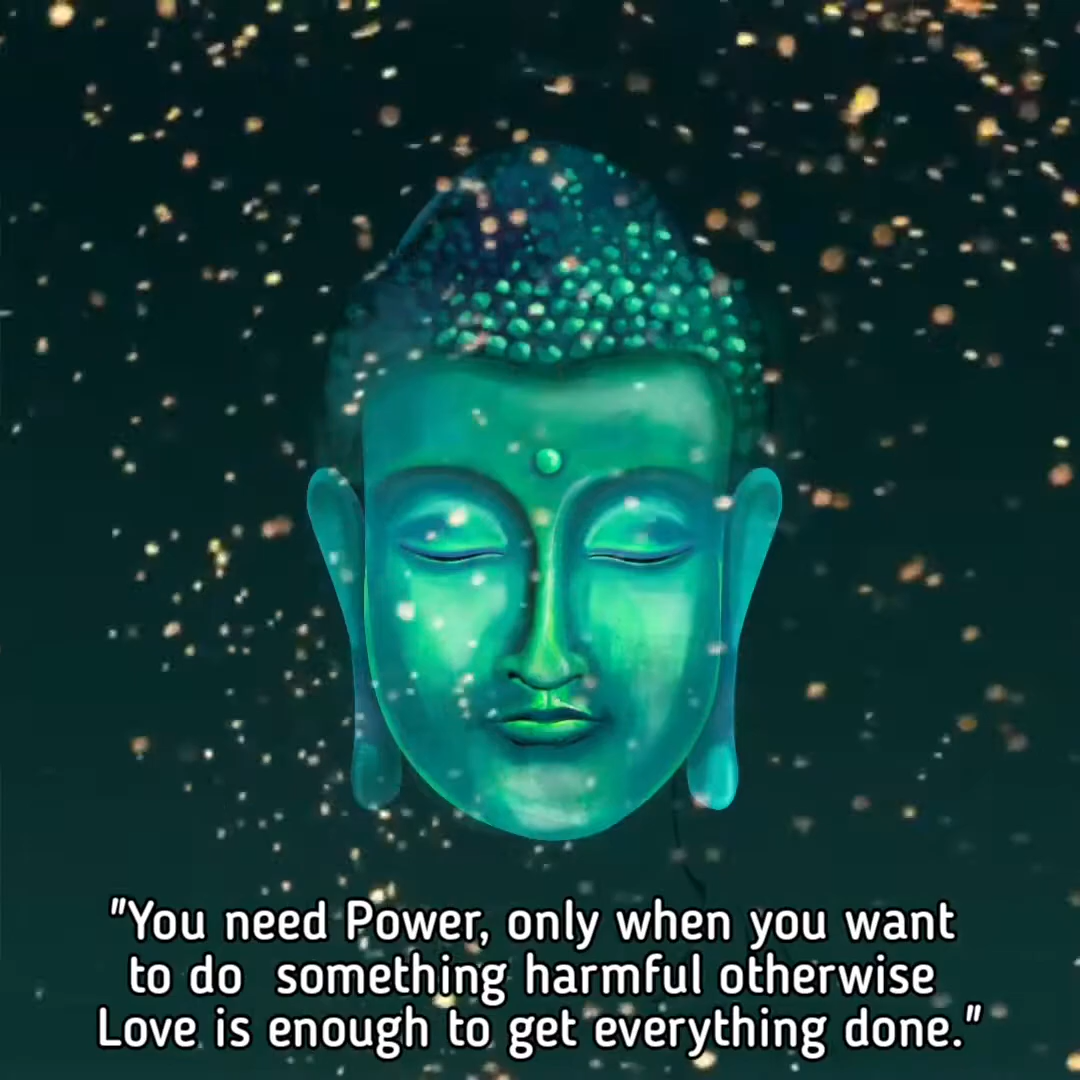 "You need Power, only when you want
to do  something harmful otherwise
Love is enough to get everything done."